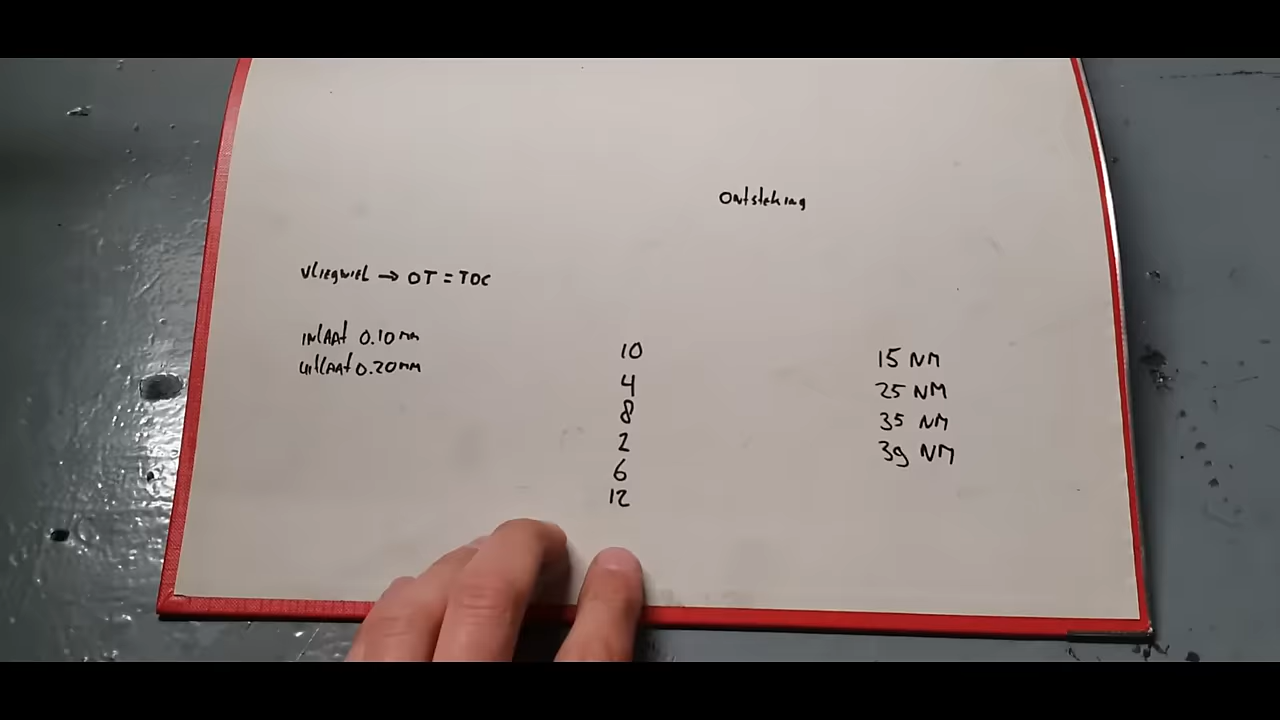 Ontsteking
Vliegwiel → OT = TDC
inlaat 0.10mm
uitlaat 0.20mm
10
4
8
2
6
12
15 NM
25 NM
35 NM
39 NM